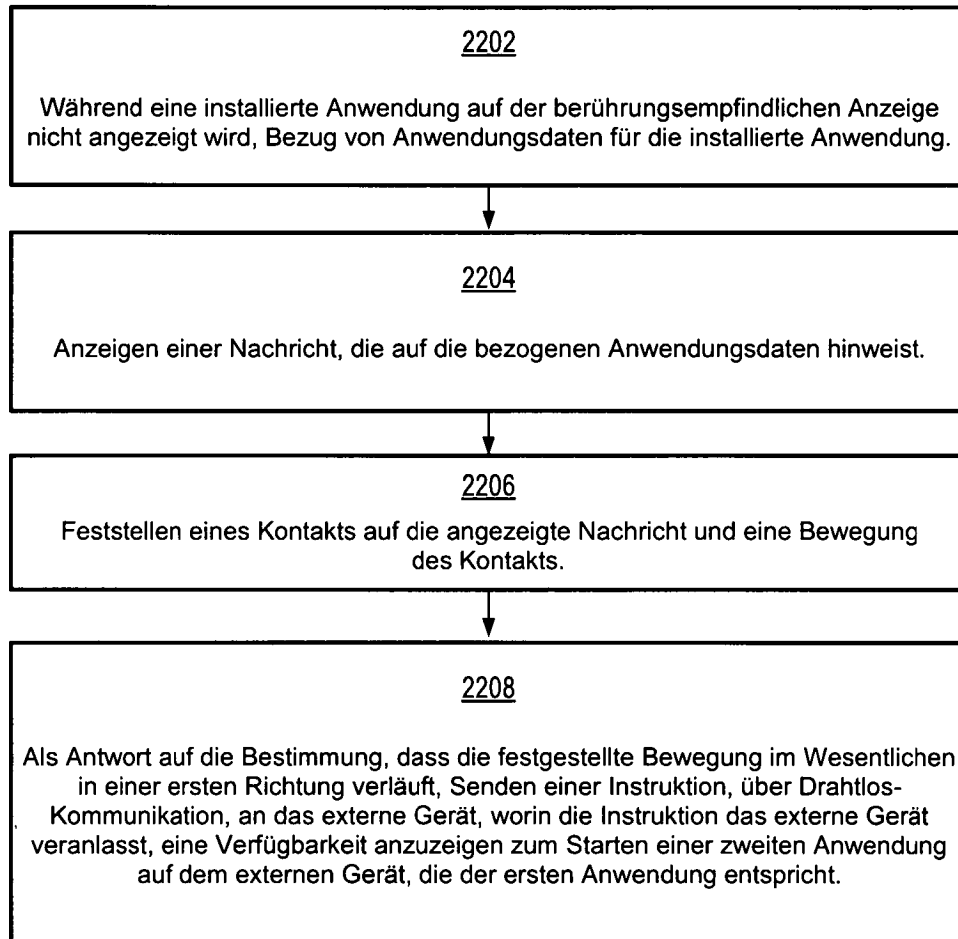 2202
Während eine installierte Anwendung auf der berührungsempfindlichen Anzeige
nicht angezeigt wird, Bezug von Anwendungsdaten für die installierte Anwendung.
2204
Anzeigen einer Nachricht, die auf die bezogenen Anwendungsdaten hinweist.
2206
Feststellen eines Kontakts auf die angezeigte Nachricht und eine Bewegung
des Kontakts.
2208
Als Antwort auf die Bestimmung, dass die festgestellte Bewegung im Wesentlichen
in einer ersten Richtung verläuft, Senden einer Instruktion, über Drahtlos-
Kommunikation, an das externe Gerät, worin die Instruktion das externe Gerät
veranlasst, eine Verfügbarkeit anzuzeigen zum Starten einer zweiten Anwendung
auf dem externen Gerät, die der ersten Anwendung entspricht.